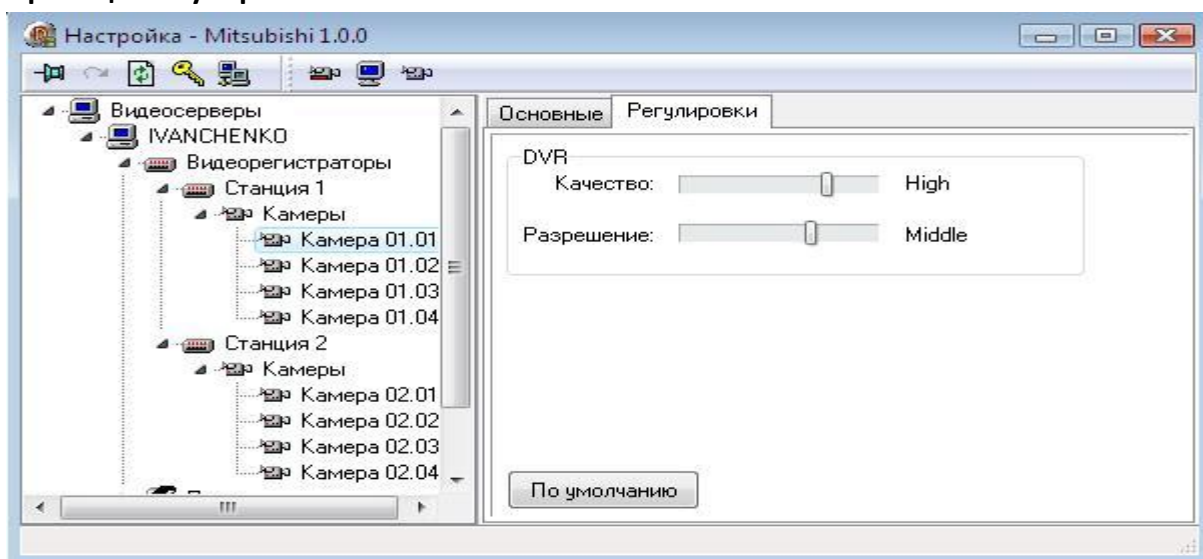 Настройка - Mitsubishi 1.0.0
Видеосерверы
IVANCHENKO
Видеорегистраторы
Станция 1
Камеры
Камера 01.01
Камера 01.02
Камера 01.03
Камера 01.04
Станция 2
Камеры
Камера 02.01
Камера 02.02
Камера 02.03
Камера 02.04
Основные
Регулировки
DVR
Качество: High
Разрешение: Middle
По умолчанию